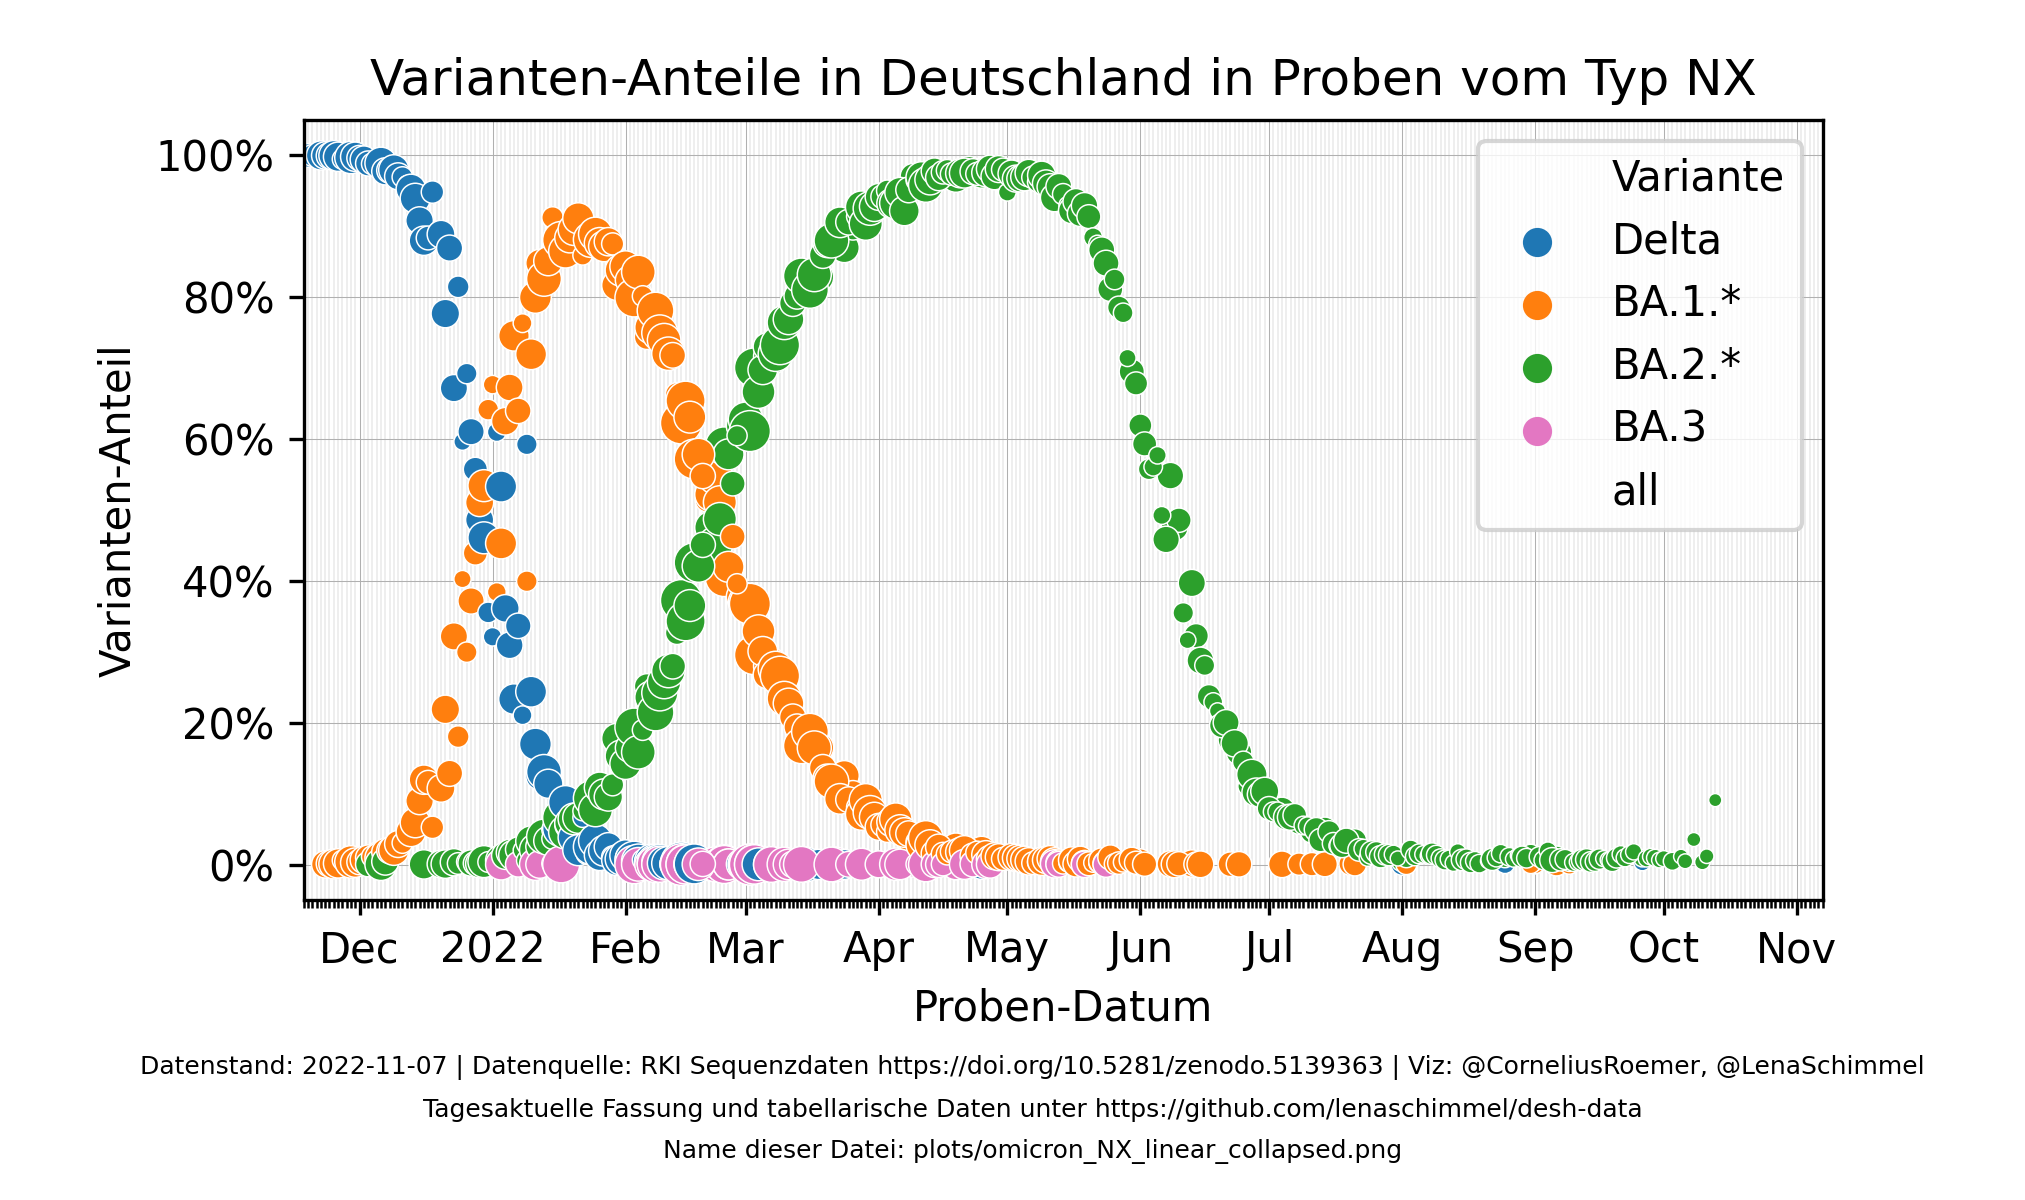 Varianten-Anteile in Deutschland in Proben vom Typ NX
Varianten-Anteil
100%
80%
60%
40%
20%
0%
Variante
Delta
BA.1.*
BA.2.*
BA.3
all
Dec 2022 Feb Mar Apr May Jun Jul Aug Sep Oct Nov
Proben-Datum
Datenstand: 2022-11-07 | Datenquelle: RKI Sequenzdaten https://doi.org/10.5281/zenodo.5139363 | Viz: @CorneliusRoemer, @LenaSchimmel
Tagesaktuelle Fassung und tabellarische Daten unter https://github.com/lenaschimmel/desh-data
Name dieser Datei: plots/omicron_NX_linear_collapsed.png